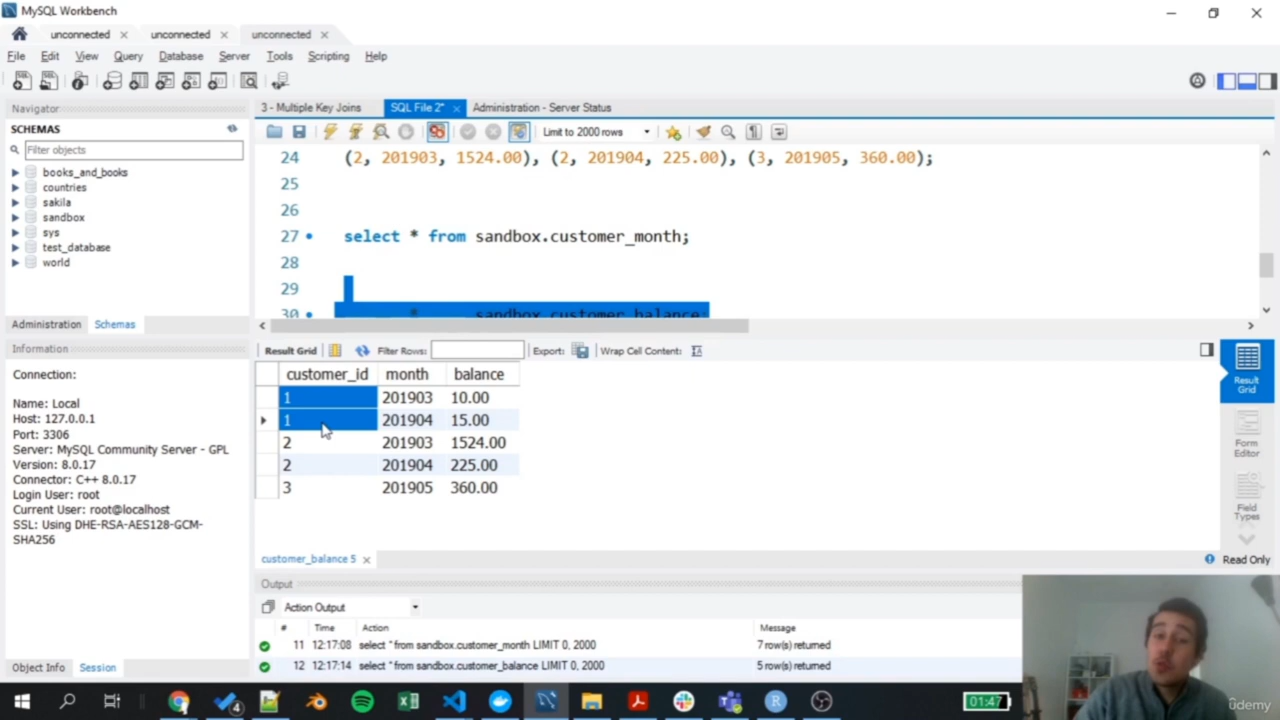 MySQL Workbench
unconnected unconnected unconnected
File Edit View Query Database Server Tools Scripting Help
Navigator
SCHEMAS
Filter objects
books_and_books
countries
sakila
sandbox
sys
test_database
world
Administration Schemas
Information
Connection:
Name: Local
Host: 127.0.0.1
Port: 3306
Server: MySQL Community Server - GPL
Version: 8.0.17
Connector: C++ 8.0.17
Login User: root
Current User: root@localhost
SSL: Using DHE-RSA-AES128-GCM-
SHA256
Object Info Session
3 - Multiple Key Joins SQL File 2* Administration - Server Status
Limit to 2000 rows
24 (2, 201903, 1524.00), (2, 201904, 225.00), (3, 201905, 360.00);
25
26
27 select * from sandbox.customer_month;
28
29
30 * sandbox.customer_balance;
Result Grid Filter Rows: Export: Wrap Cell Content:
customer_id month balance
1 201903 10.00
1 201904 15.00
2 201903 1524.00
2 201904 225.00
3 201905 360.00
Result
Grid
Form
Editor
Field
Types
customer_balance 5 Read Only
Output
Action Output
# Time Action Message
11 12:17:08 select * from sandbox.customer_month LIMIT 0, 2000 7 row(s) returned
12 12:17:14 select * from sandbox.customer_balance LIMIT 0, 2000 5 row(s) returned
4
01:47
ûdemy